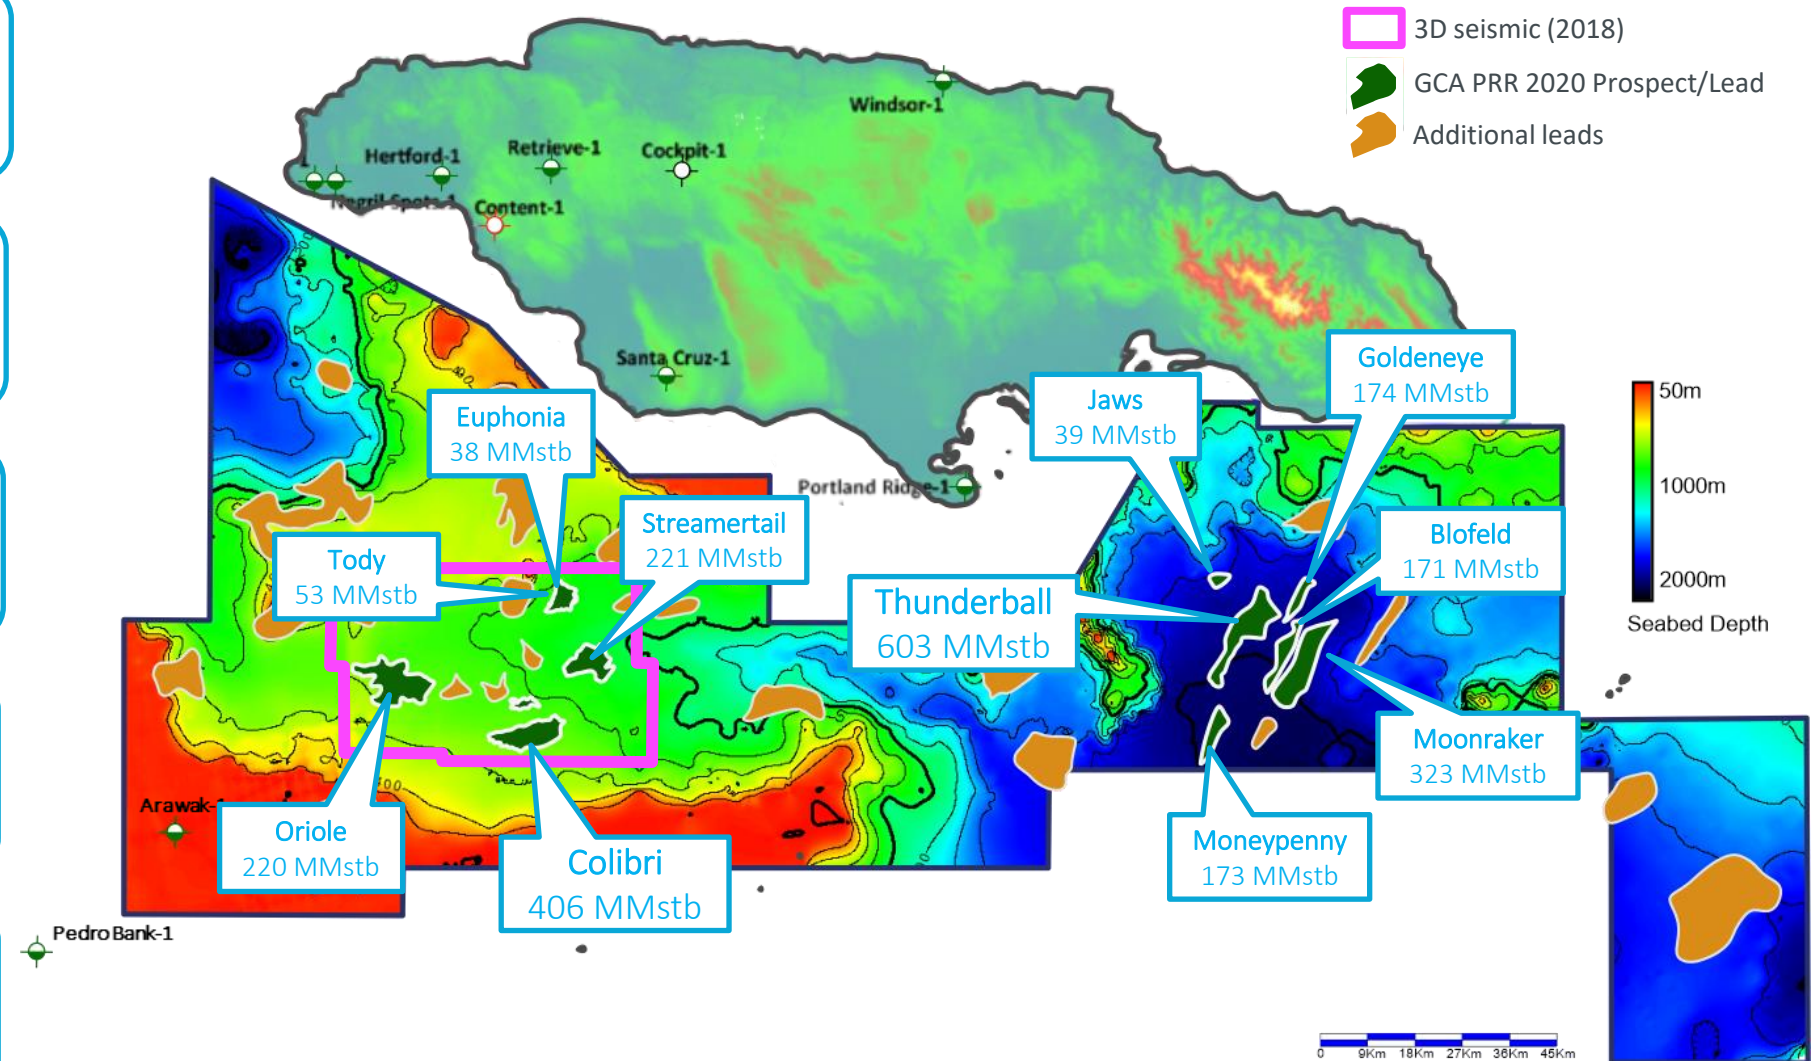 3D seismic (2018)
GCA PRR 2020 Prospect/Lead
Additional leads
Windsor-1
Hertford-1
Retrieve-1
Cockpit-1
Negril Spots-1
Content-1
Santa Cruz-1
Portland Ridge-1
Arawak-1
Pedro Bank-1
Euphonia
38 MMstb
Streamertail
221 MMstb
Tody
53 MMstb
Oriole
220 MMstb
Colibri
406 MMstb
Jaws
39 MMstb
Goldeneye
174 MMstb
Blofeld
171 MMstb
Thunderball
603 MMstb
Moonraker
323 MMstb
Moneypenny
173 MMstb
50m
1000m
2000m
Seabed Depth
0 9Km 18Km 27Km 36Km 45Km